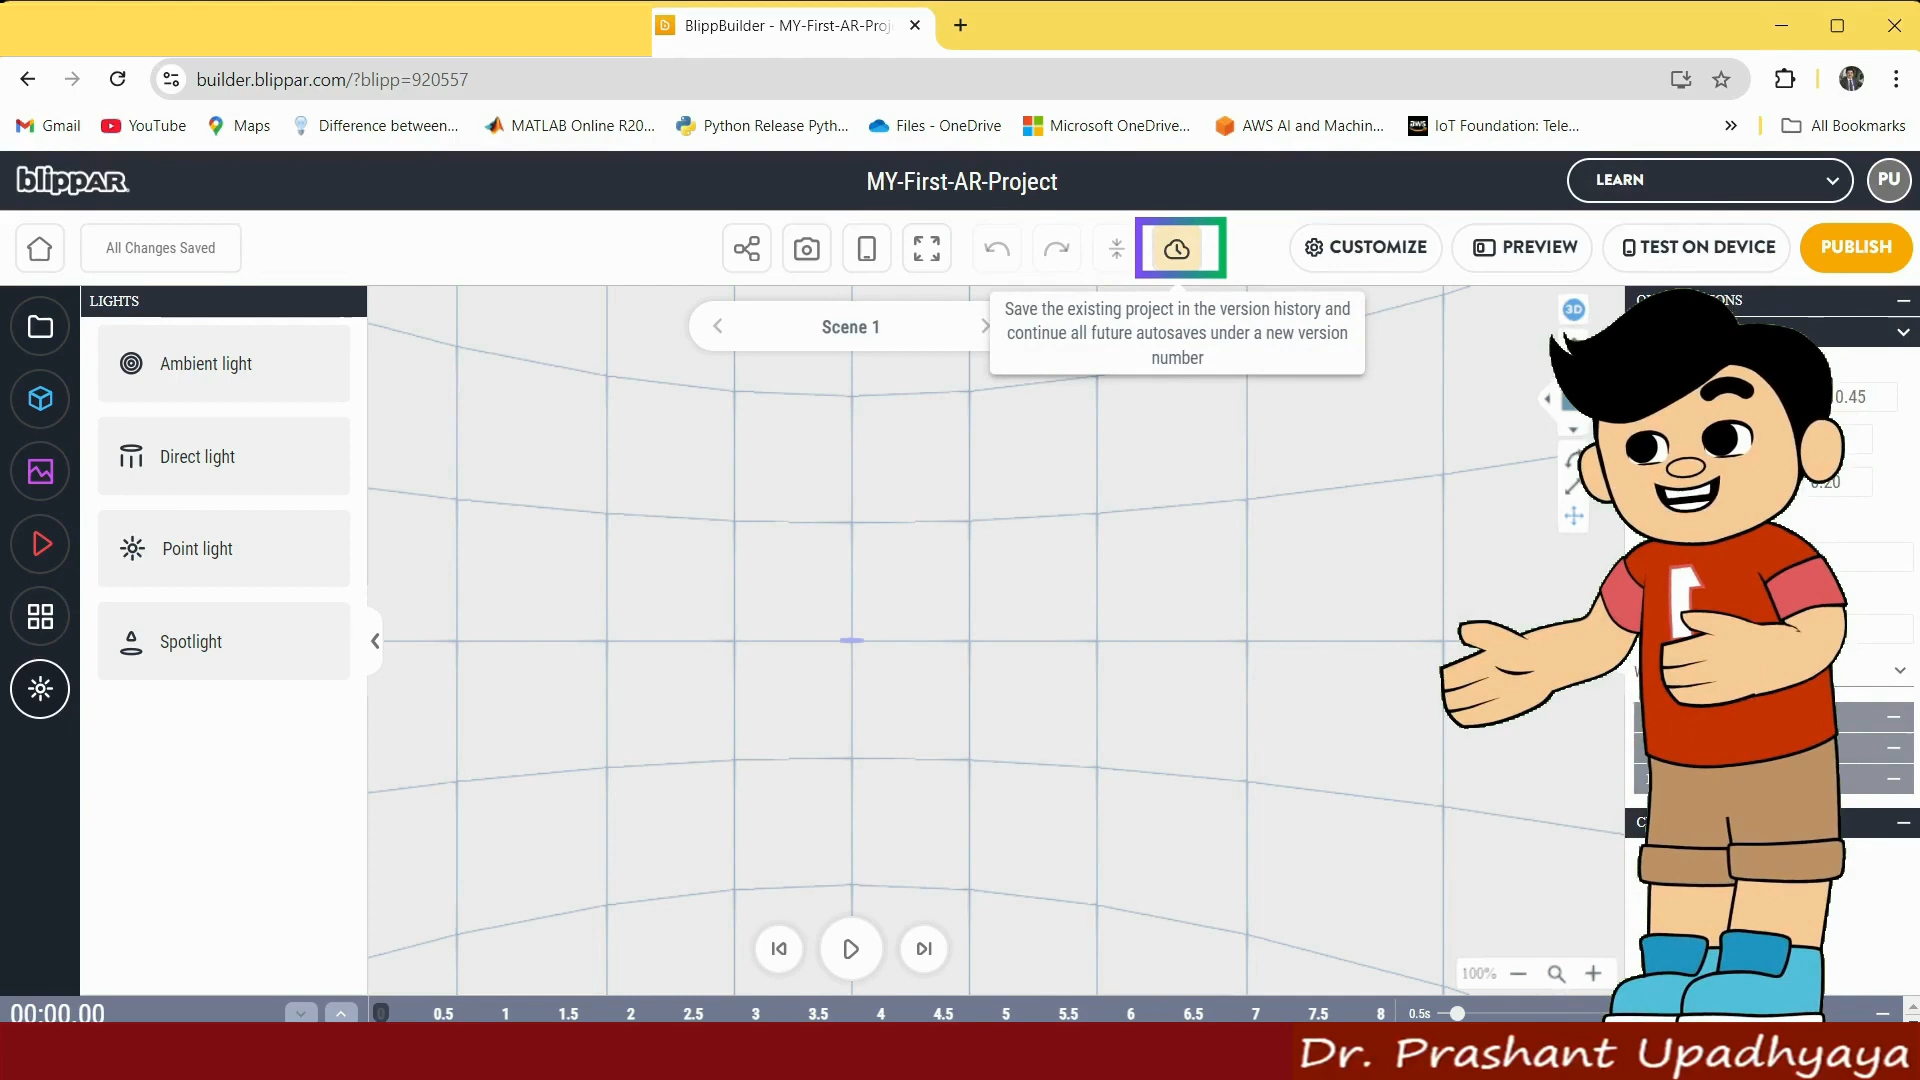 BlippBuilder - MY-First-AR-Proj
builder.blippar.com/?blipp=920557
Gmail
YouTube
Maps
Difference between...
MATLAB Online R20...
Python Release Pyth...
Files - OneDrive
Microsoft OneDrive...
AWS AI and Machin...
aws
IoT Foundation: Tele...
All Bookmarks
blippAR
MY-First-AR-Project
LEARN
PU
All Changes Saved
CUSTOMIZE
PREVIEW
TEST ON DEVICE
PUBLISH
LIGHTS
Ambient light
Direct light
Point light
Spotlight
Scene 1
Save the existing project in the version history and
continue all future autosaves under a new version
number
3D
0.45
0.20
1
100%
00:00.00
0 0.5 1 1.5 2 2.5 3 3.5 4 4.5 5 5.5 6 6.5 7 7.5 8
0.5s
Dr. Prashant Upadhyaya